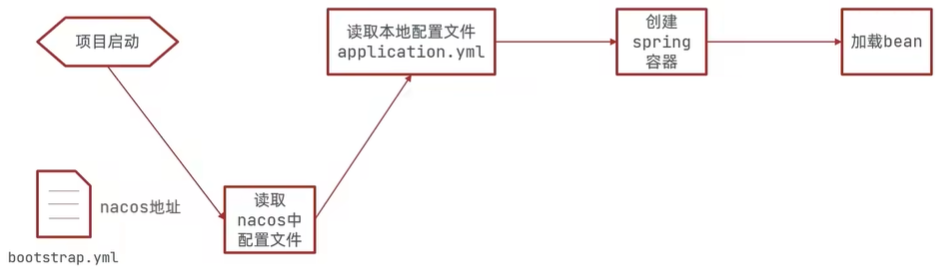 项目启动
读取本地配置文件
application.yml
创建
spring
容器
加载bean
nacos地址
读取
nacos中
配置文件
bootstrap.yml